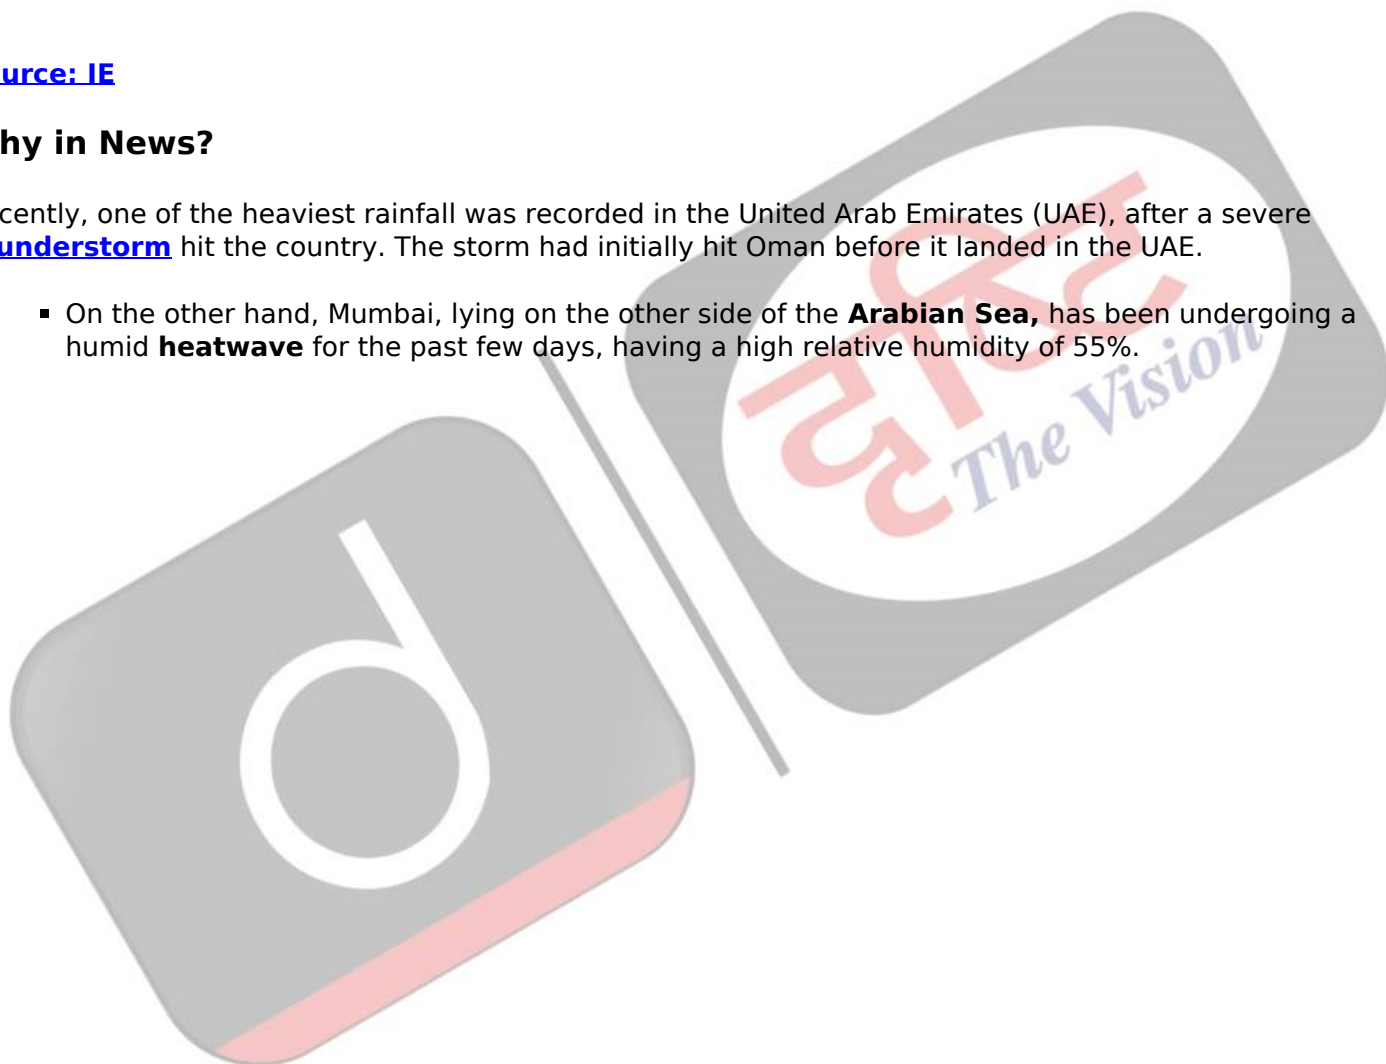 urce: IE
hy in News?
cently, one of the heaviest rainfall was recorded in the United Arab Emirates (UAE), after a severe
understorm hit the country. The storm had initially hit Oman before it landed in the UAE.
▪ On the other hand, Mumbai, lying on the other side of the Arabian Sea, has been undergoing a
humid heatwave for the past few days, having a high relative humidity of 55%.
दृष्टि
The Vision
d